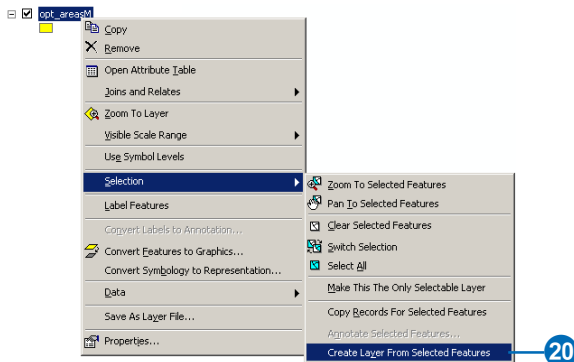 opt_areasM
Copy
Remove
Open Attribute Table
Joins and Relates
Zoom To Layer
Visible Scale Range
Use Symbol Levels
Selection
Label Features
Convert Labels to Annotation...
Convert Features to Graphics...
Convert Symbology to Representation...
Data
Save As Layer File...
Properties...
Zoom To Selected Features
Pan To Selected Features
Clear Selected Features
Switch Selection
Select All
Make This The Only Selectable Layer
Copy Records For Selected Features
Annotate Selected Features...
Create Layer From Selected Features
20